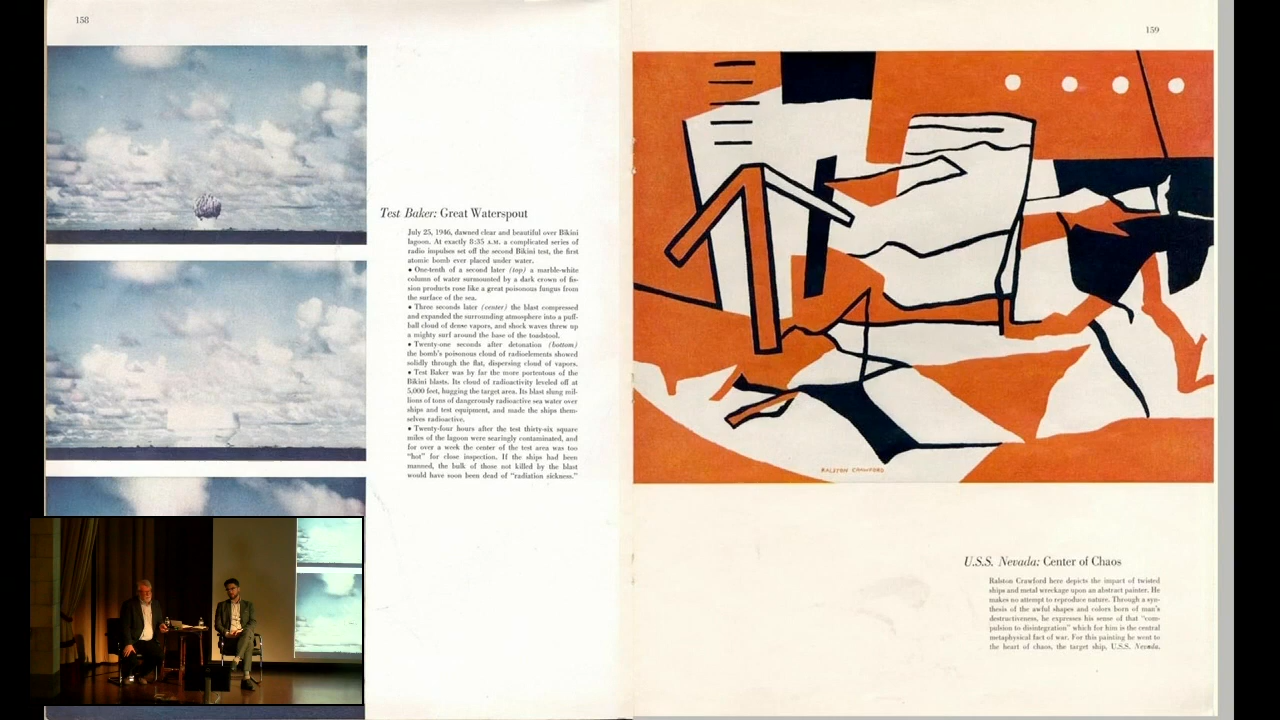 158
Test Baker: Great Waterspout
July 25, 1946, dawned clear and beautiful over Bikini
lagoon. At exactly 8:35 A.M. a complicated series of
radio impulses set off the second Bikini test, the first
atomic bomb ever placed under water.
• One-tenth of a second later (top) a marble-white
column of water surmounted by a dark crown of fis-
sion products rose like a great poisonous fungus from
the surface of the sea.
• Three seconds later (center) the blast compressed
and expanded the surrounding atmosphere into a puff-
ball cloud of dense vapors, and shock waves threw up
a mighty surf around the base of the toadstool.
• Twenty-one seconds after detonation (bottom)
the bomb's poisonous cloud of radioelements showed
solidly through the flat, dispersing cloud of vapors.
• Test Baker was by far the more portentous of the
Bikini blasts. Its cloud of radioactivity leveled off at
5,000 feet, hugging the target area. Its blast slung mil-
lions of tons of dangerously radioactive sea water over
ships and test equipment, and made the ships them-
selves radioactive.
• Twenty-four hours after the test thirty-six square
miles of the lagoon were searingly contaminated, and
for over a week the center of the test area was too
"hot" for close inspection. If the ships had been
manned, the bulk of those not killed by the blast
would have soon been dead of "radiation sickness."
159
RALSTON CRAWFORD
U.S.S. Nevada: Center of Chaos
Ralston Crawford here depicts the impact of twisted
ships and metal wreckage upon an abstract painter. He
makes no attempt to reproduce nature. Through a syn-
thesis of the awful shapes and colors born of man's
destructiveness, he expresses his sense of that "com-
pulsion to disintegration" which for him is the central
metaphysical fact of war. For this painting he went to
the heart of chaos, the target ship, U.S.S. Nevada.